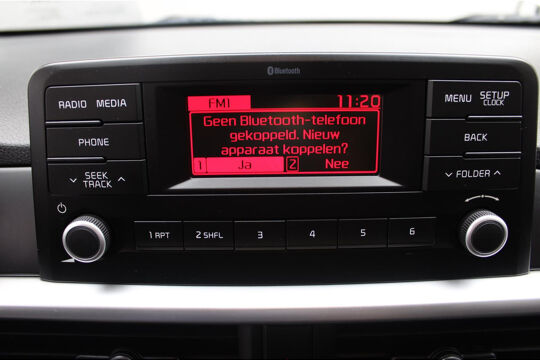 Bluetooth
RADIO MEDIA
FM1 11:20
MENU SETUP
CLOCK
Geen Bluetooth-telefoon
gekoppeld. Nieuw
apparaat koppelen?
1 Ja 2 Nee
PHONE
BACK
SEEK
TRACK
FOLDER
1 RPT 2 SHFL 3 4 5 6